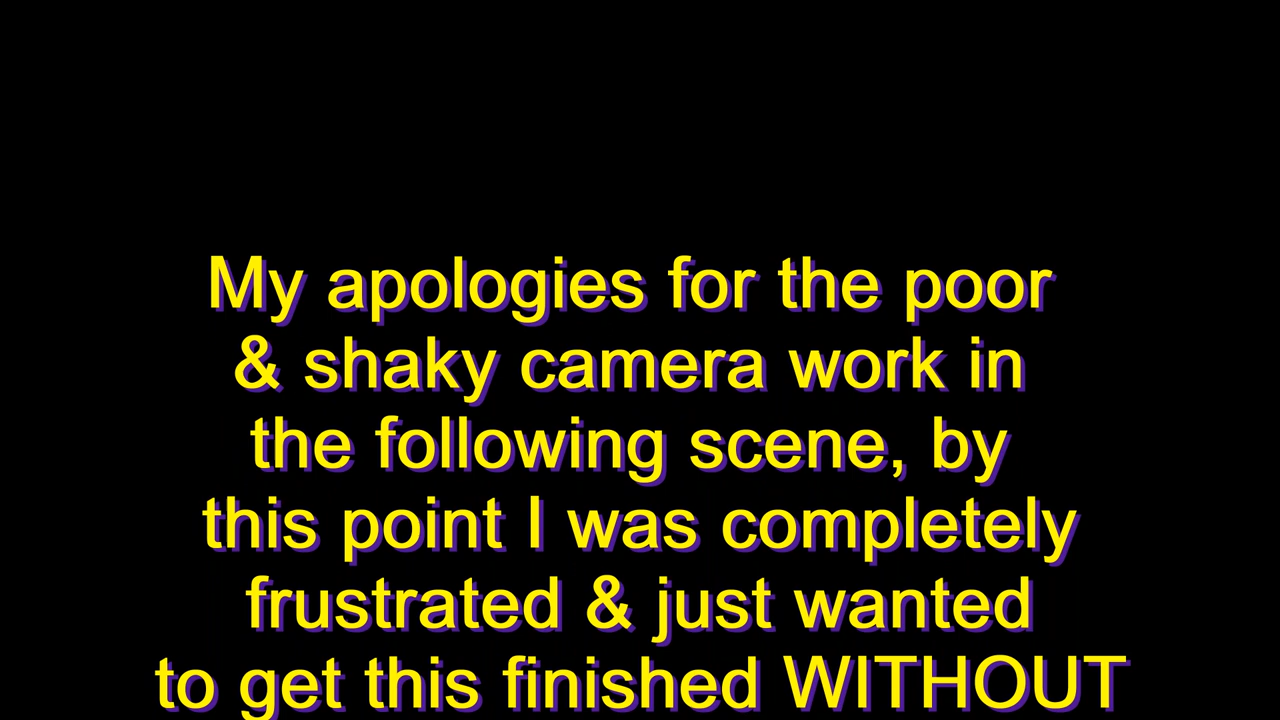 My apologies for the poor
& shaky camera work in
the following scene, by
this point I was completely
frustrated & just wanted
to get this finished WITHOUT